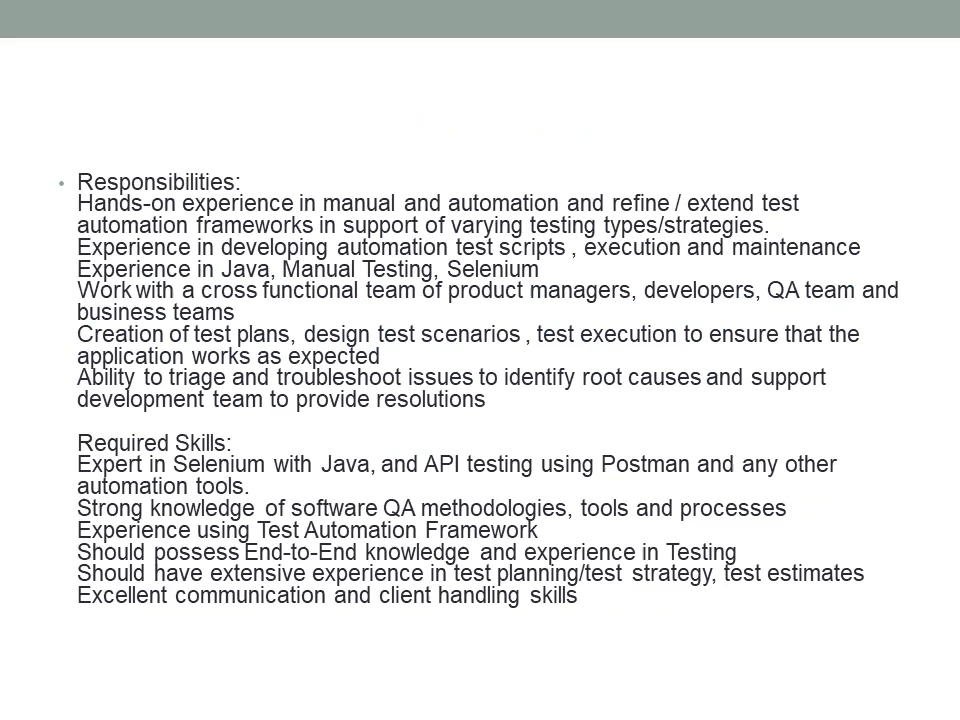 • Responsibilities:
Hands-on experience in manual and automation and refine / extend test
automation frameworks in support of varying testing types/strategies.
Experience in developing automation test scripts , execution and maintenance
Experience in Java, Manual Testing, Selenium
Work with a cross functional team of product managers, developers, QA team and
business teams
Creation of test plans, design test scenarios , test execution to ensure that the
application works as expected
Ability to triage and troubleshoot issues to identify root causes and support
development team to provide resolutions
Required Skills:
Expert in Selenium with Java, and API testing using Postman and any other
automation tools.
Strong knowledge of software QA methodologies, tools and processes
Experience using Test Automation Framework
Should possess End-to-End knowledge and experience in Testing
Should have extensive experience in test planning/test strategy, test estimates
Excellent communication and client handling skills